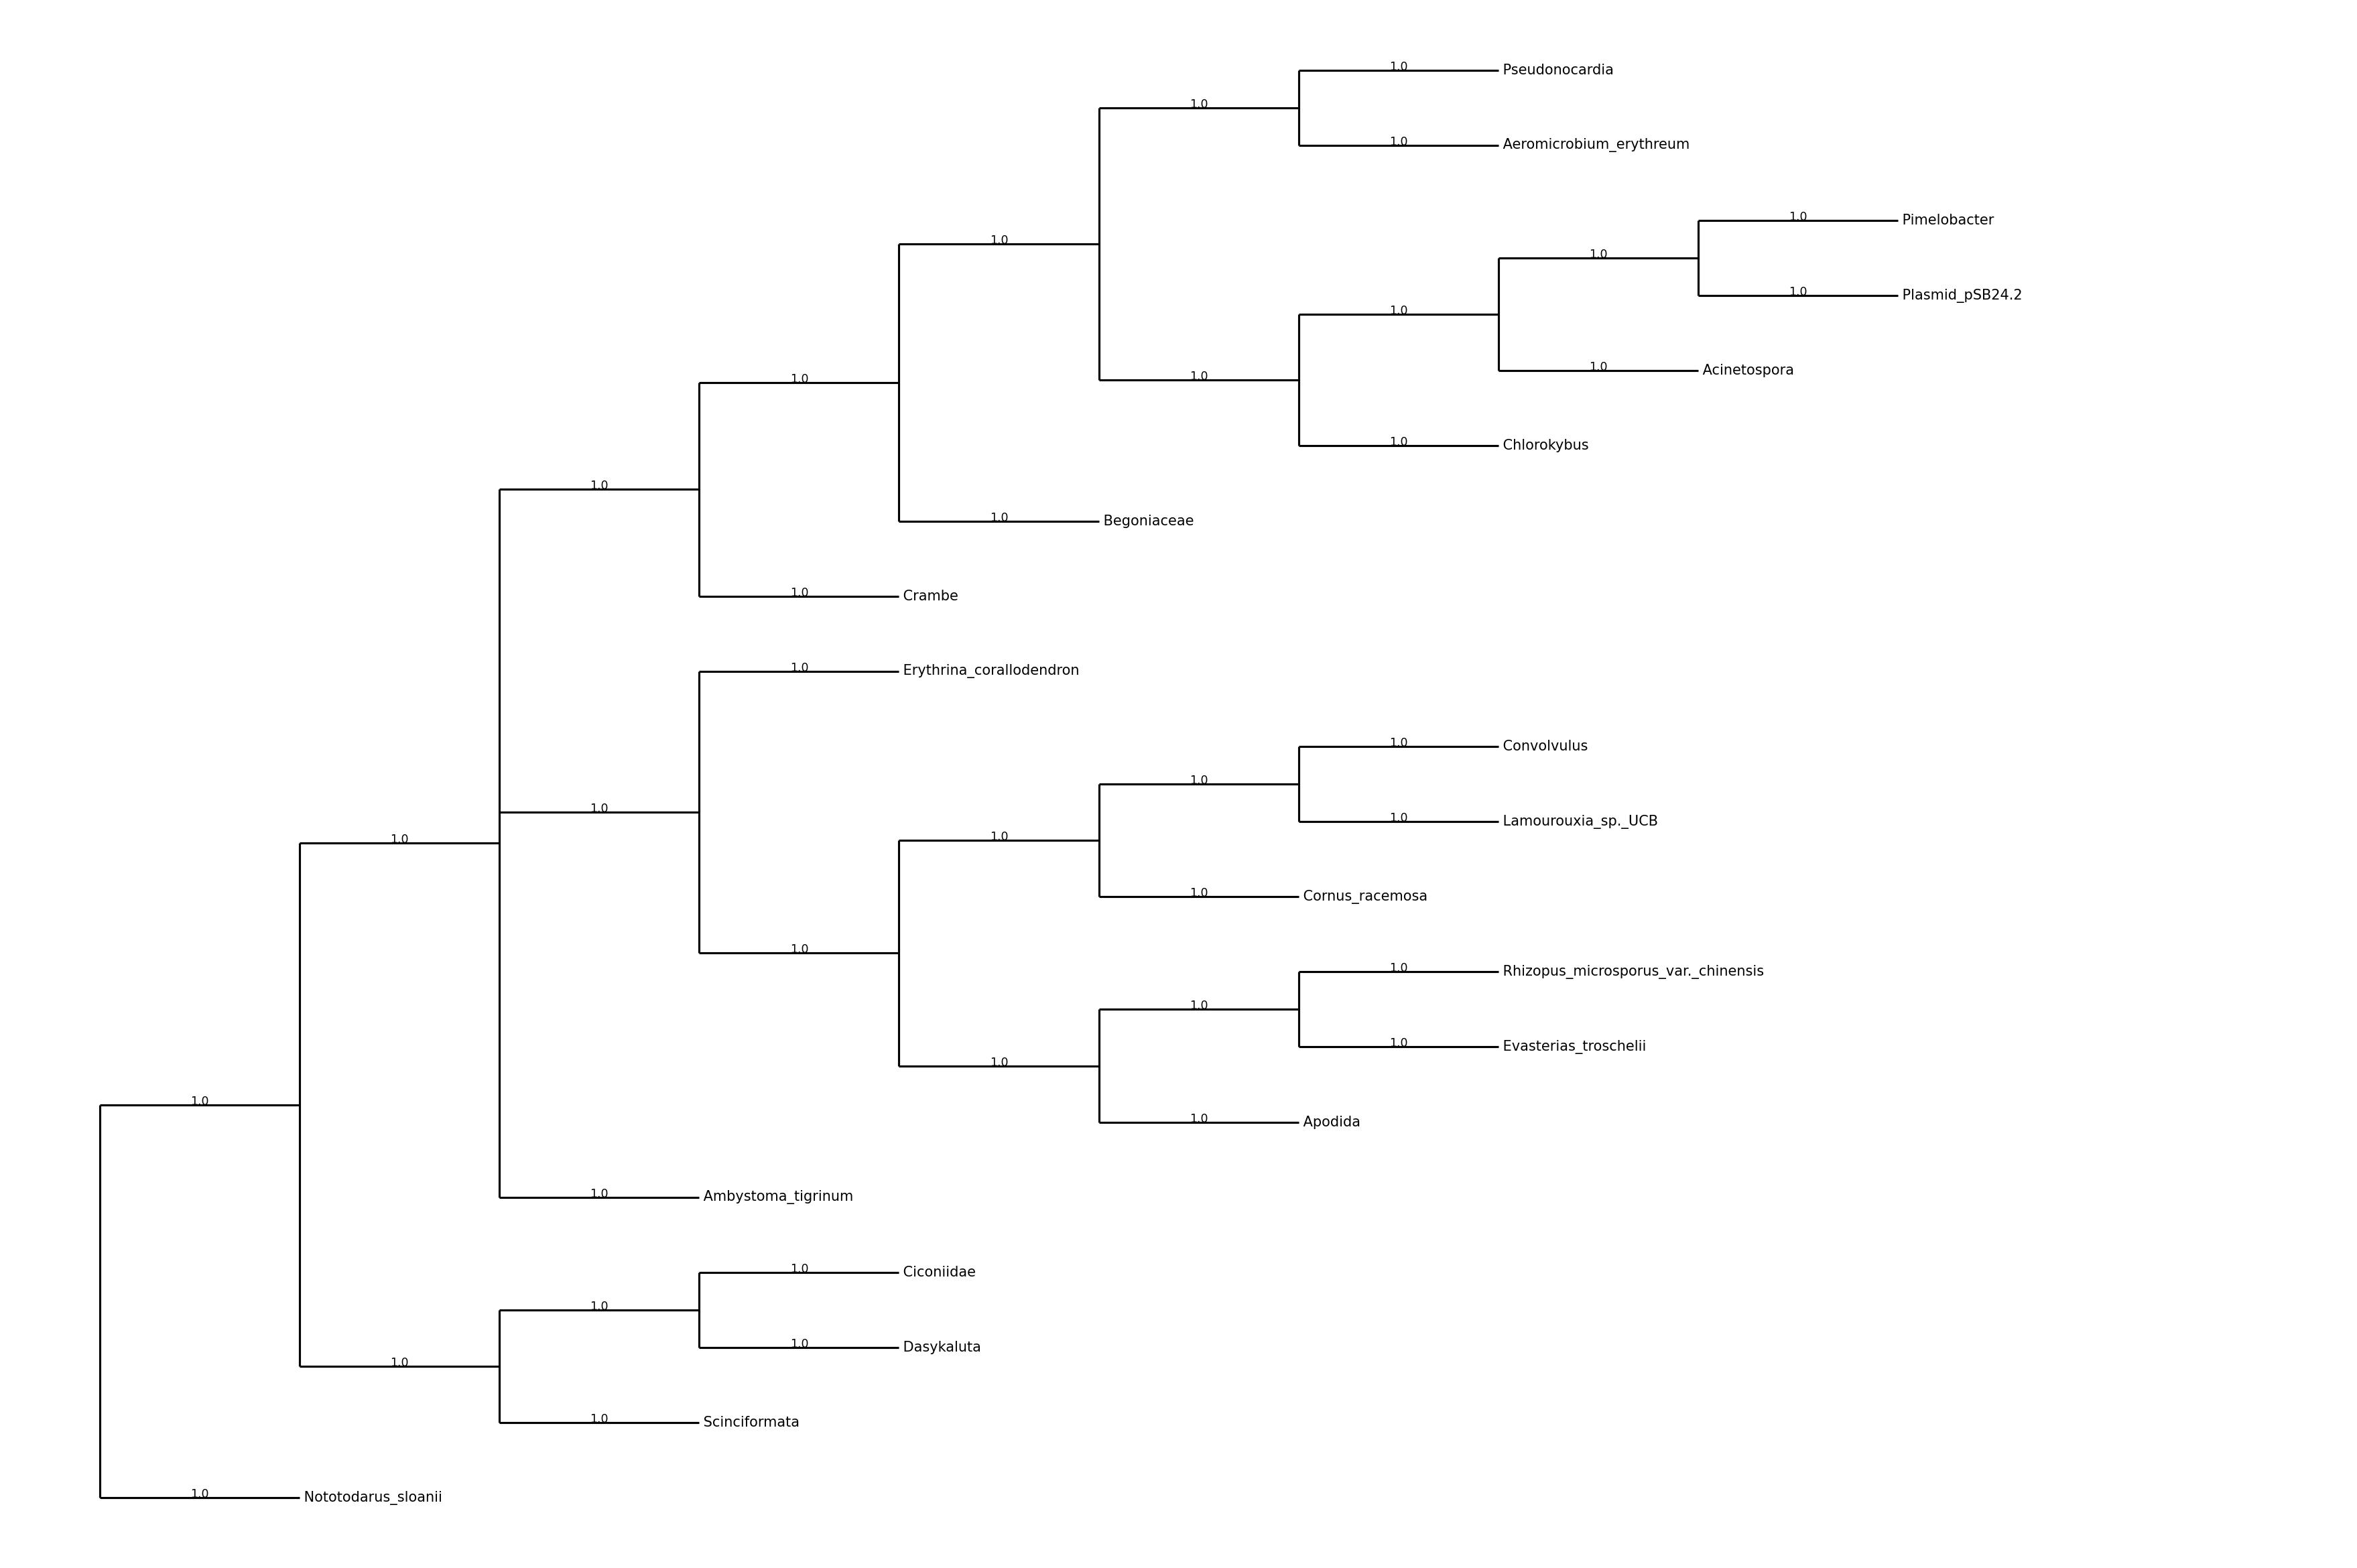 1.0
Pseudonocardia
1.0
1.0
Aeromicrobium_erythreum
1.0
Pimelobacter
1.0
1.0
1.0
Plasmid_pSB24.2
1.0
1.0
Acinetospora
1.0
1.0
1.0
Chlorokybus
1.0
1.0
Begoniaceae
1.0
Crambe
1.0
Erythrina_corallodendron
1.0
Convolvulus
1.0
1.0
1.0
Lamourouxia_sp._UCB
1.0
1.0
1.0
Cornus_racemosa
1.0
1.0
Rhizopus_microsporus_var._chinensis
1.0
1.0
Evasterias_troschelii
1.0
1.0
1.0
Apodida
1.0
Ambystoma_tigrinum
1.0
Ciconiidae
1.0
1.0
Dasykaluta
1.0
1.0
Scinciformata
1.0
Nototodarus_sloanii